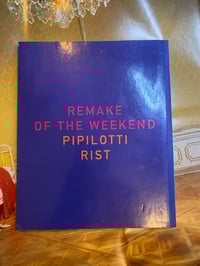 REMAKE
OF THE WEEKEND
PIPILOTTI
RIST